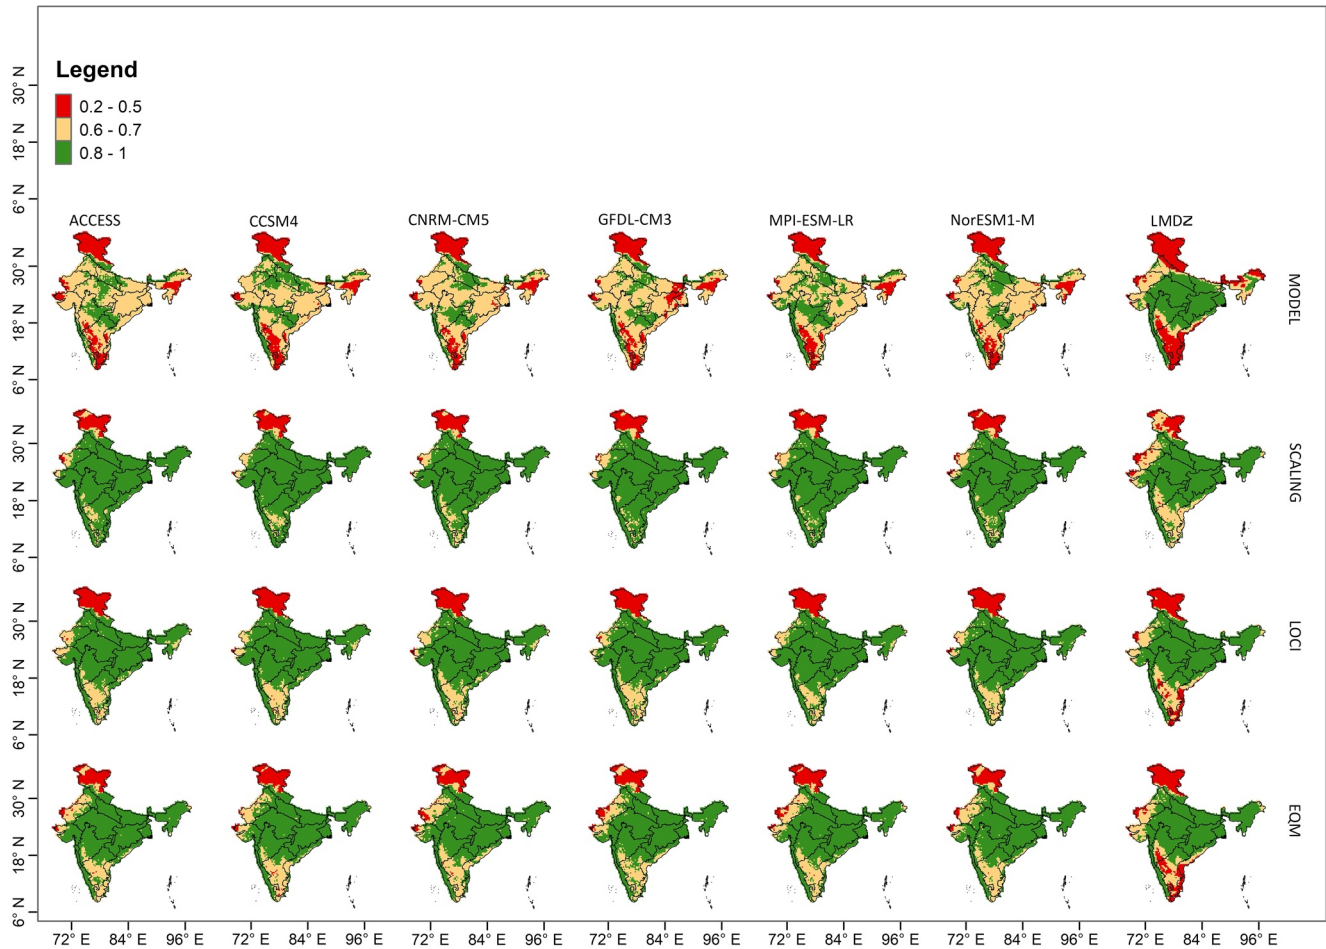 Legend
0.2 - 0.5
0.6 - 0.7
0.8 - 1
30° N
18° N
6° N
ACCESS CCSM4 CNRM-CM5 GFDL-CM3 MPI-ESM-LR NorESM1-M LMDZ
30° N
18° N
6° N
MODEL
30° N
18° N
6° N
SCALING
30° N
18° N
6° N
LOCI
30° N
18° N
6° N
EQM
72° E 84° E 96° E 72° E 84° E 96° E 72° E 84° E 96° E 72° E 84° E 96° E 72° E 84° E 96° E 72° E 84° E 96° E 72° E 84° E 96° E